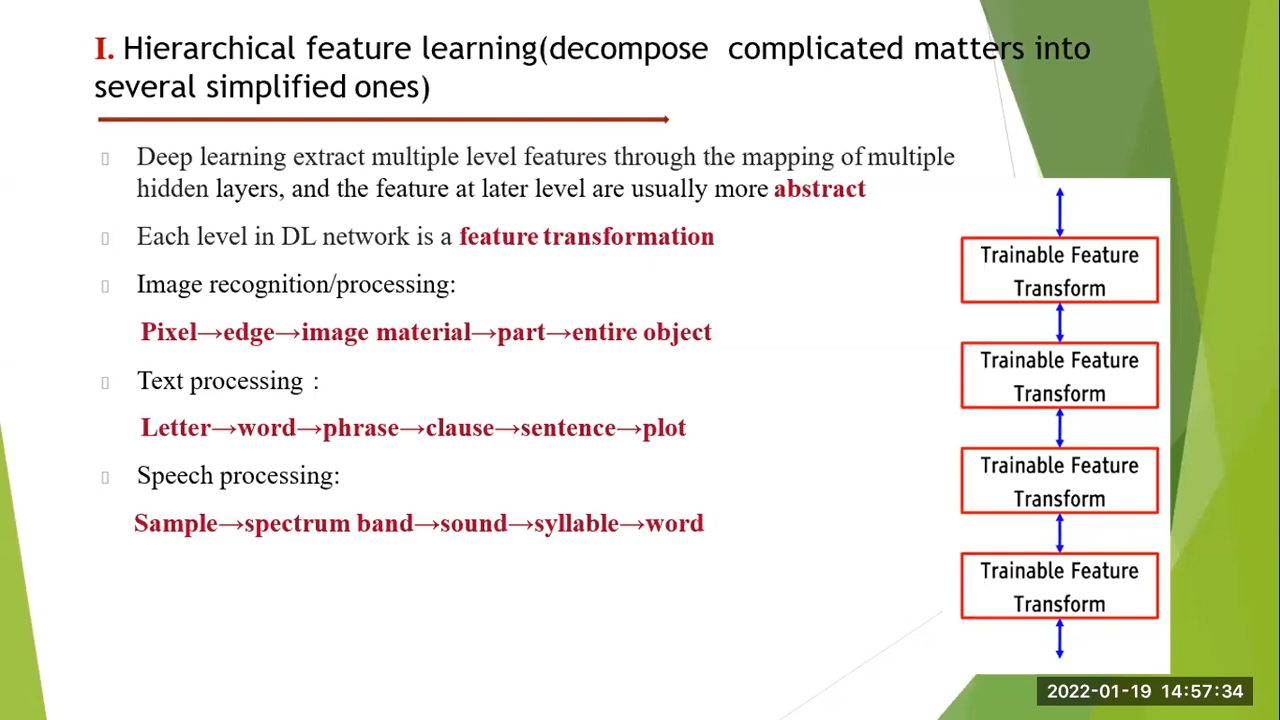 I. Hierarchical feature learning(decompose complicated matters into
several simplified ones)
Deep learning extract multiple level features through the mapping of multiple
hidden layers, and the feature at later level are usually more abstract
Each level in DL network is a feature transformation
Image recognition/processing:
Pixel→edge→image material→part→entire object
Text processing :
Letter→word→phrase→clause→sentence→plot
Speech processing:
Sample→spectrum band→sound→syllable→word
Trainable Feature
Transform
Trainable Feature
Transform
Trainable Feature
Transform
Trainable Feature
Transform
2022-01-19 14:57:34